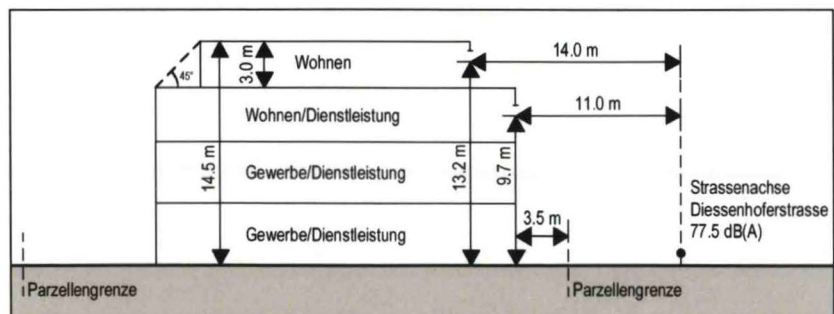 14.0 m
3.0 m
Wohnen
45°
Wohnen/Dienstleistung
11.0 m
14.5 m
Gewerbe/Dienstleistung
13.2 m
9.7 m
Strassenachse
Diessenhoferstrasse
77.5 dB(A)
3.5 m
Gewerbe/Dienstleistung
Parzellengrenze
Parzellengrenze